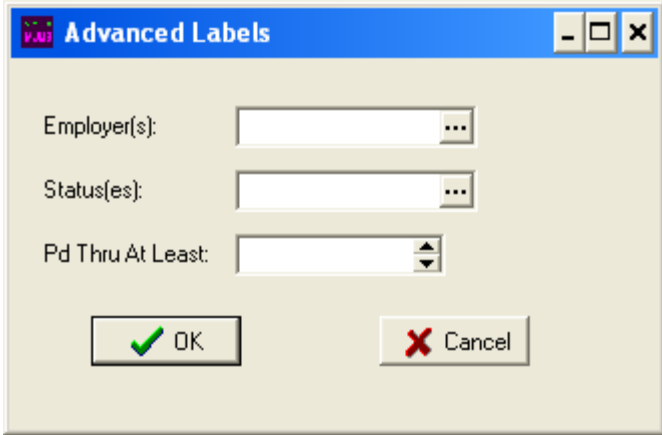 Advanced Labels
Employer(s):
...
Status(es):
...
Pd Thru At Least:
OK
Cancel